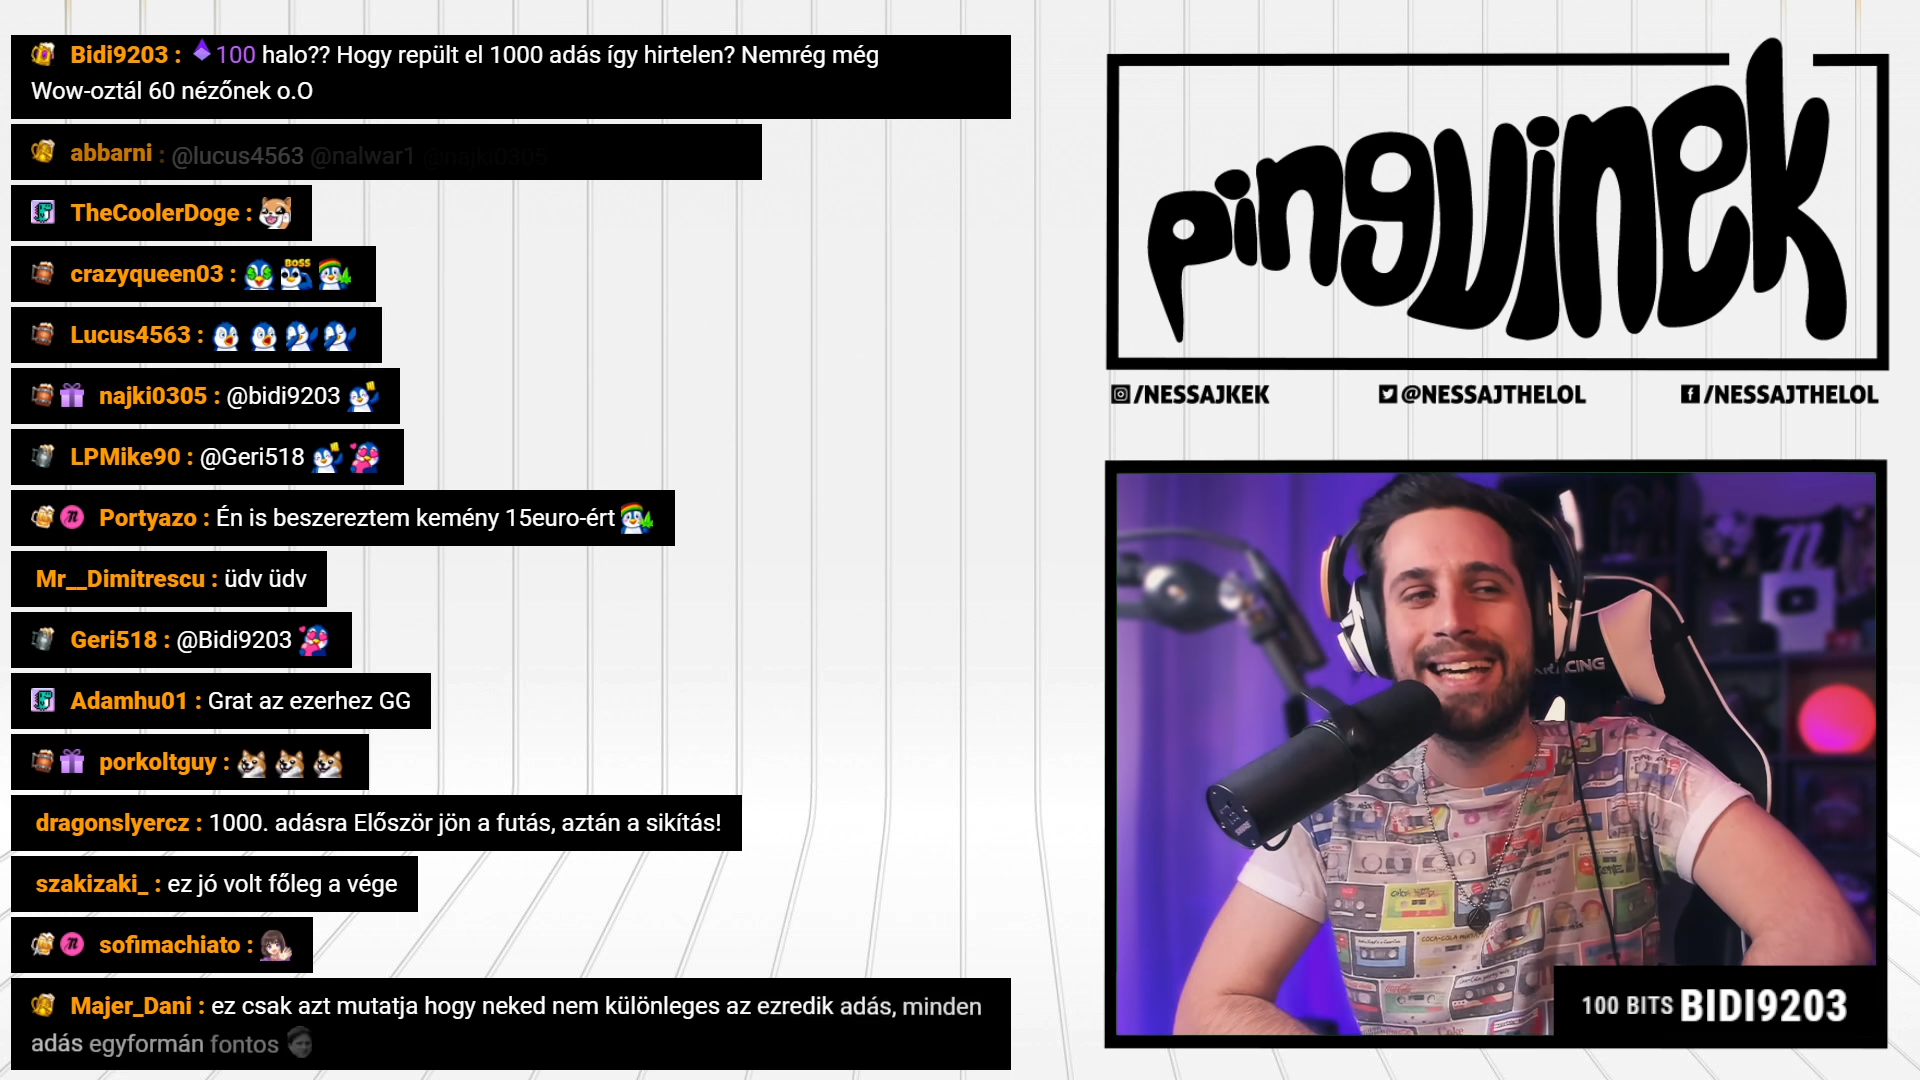 Bidi9203 : 100 halo?? Hogy repült el 1000 adás így hirtelen? Nemrég még
Wow-oztál 60 nézőnek o.O
abbarni : @lucus4563 @nalwar1 @najki0305
TheCoolerDoge :
crazyqueen03 : BOSS
Lucus4563 :
najki0305 : @bidi9203
LPMike90 : @Geri518
Portyazo : Én is beszereztem kemény 15euro-ért
Mr__Dimitrescu : üdv üdv
Geri518 : @Bidi9203
Adamhu01 : Grat az ezerhez GG
porkoltguy :
dragonslyercz : 1000. adásra Először jön a futás, aztán a sikítás!
szakizaki_ : ez jó volt főleg a vége
sofimachiato :
Majer_Dani : ez csak azt mutatja hogy neked nem különleges az ezredik adás, minden
adás egyformán fontos
pingvinek
/NESSAJKEK @NESSAJTHELOL /NESSAJTHELOL
100 BITS BIDI9203